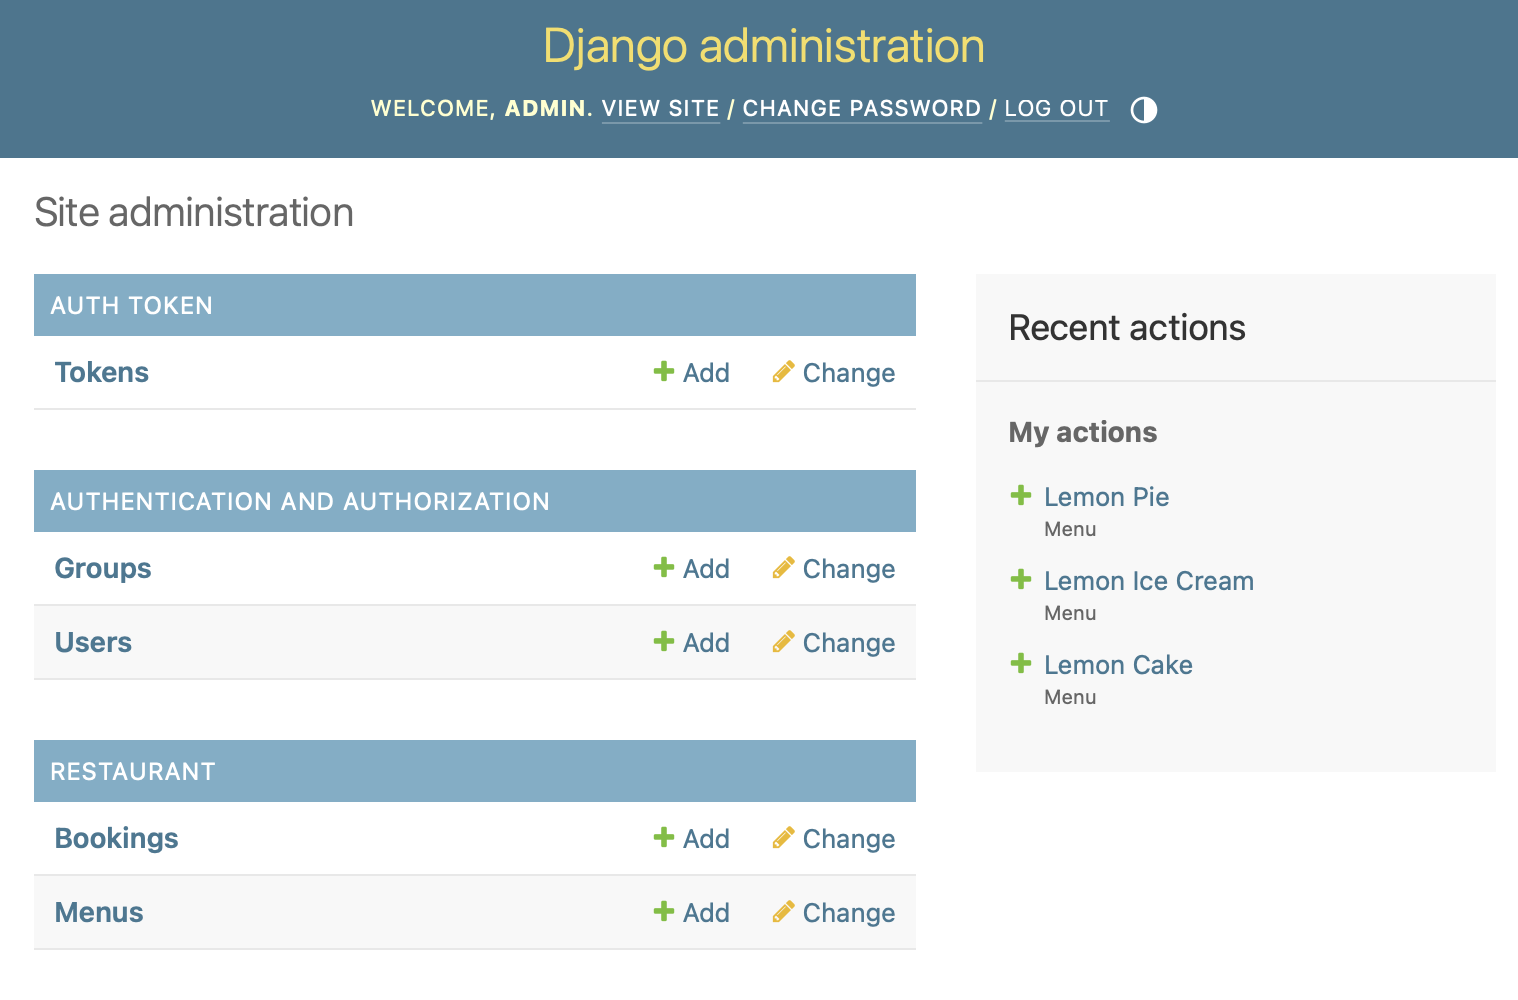 Django administration
WELCOME, ADMIN. VIEW SITE / CHANGE PASSWORD / LOG OUT
Site administration
AUTH TOKEN
Tokens Add Change
AUTHENTICATION AND AUTHORIZATION
Groups Add Change
Users Add Change
RESTAURANT
Bookings Add Change
Menus Add Change
Recent actions
My actions
Lemon Pie
Menu
Lemon Ice Cream
Menu
Lemon Cake
Menu